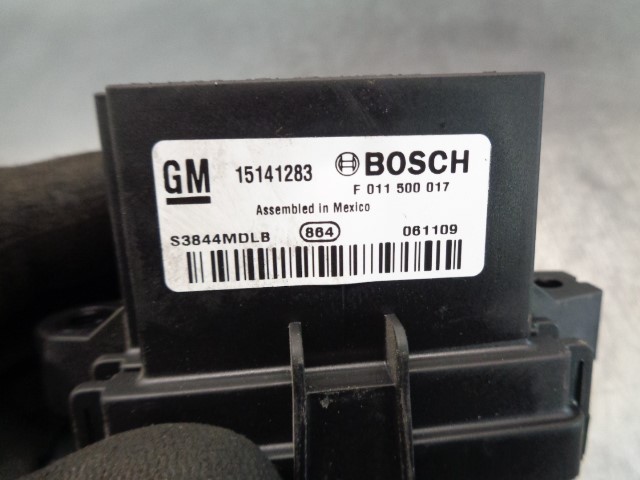 GM 15141283 BOSCH
F 011 500 017
Assembled in Mexico
S3844MDLB 864 061109